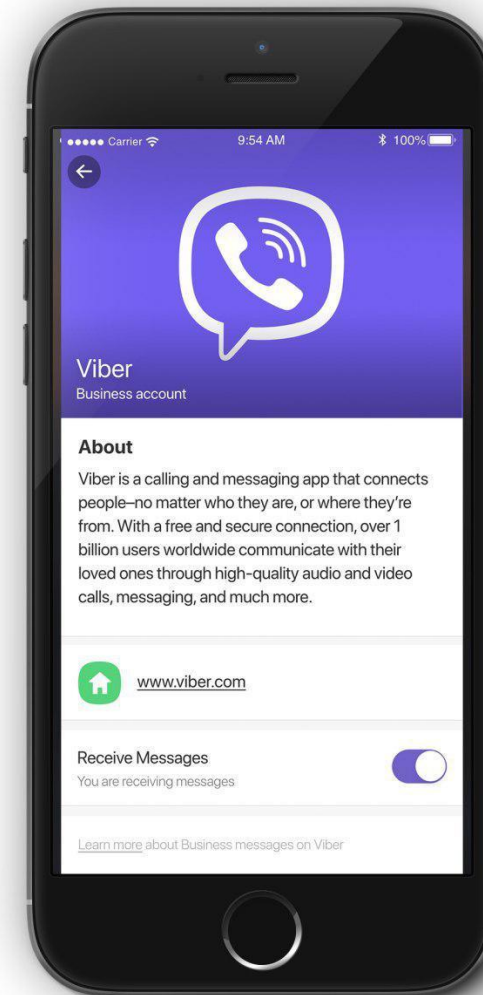 Carrier 9:54 AM 100%
Viber
Business account
About
Viber is a calling and messaging app that connects
people–no matter who they are, or where they're
from. With a free and secure connection, over 1
billion users worldwide communicate with their
loved ones through high-quality audio and video
calls, messaging, and much more.
www.viber.com
Receive Messages
You are receiving messages
Learn more about Business messages on Viber